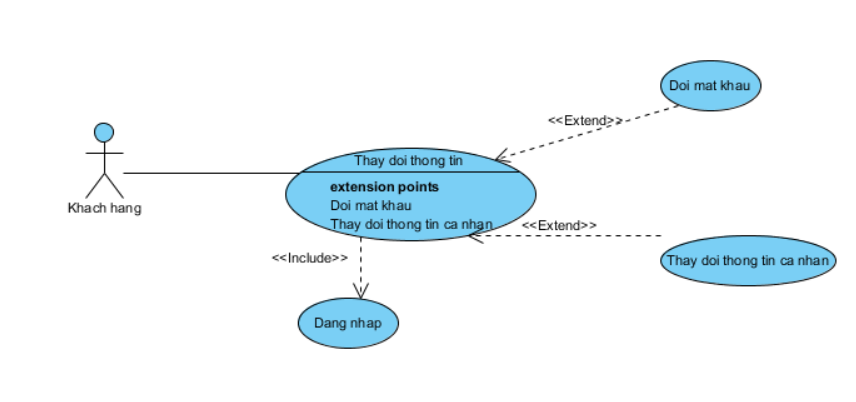 Doi mat khau
<<Extend>>
Thay doi thong tin
extension points
Doi mat khau
Thay doi thong tin ca nhan
Khach hang
<<Extend>>
<<Include>>
Thay doi thong tin ca nhan
Dang nhap